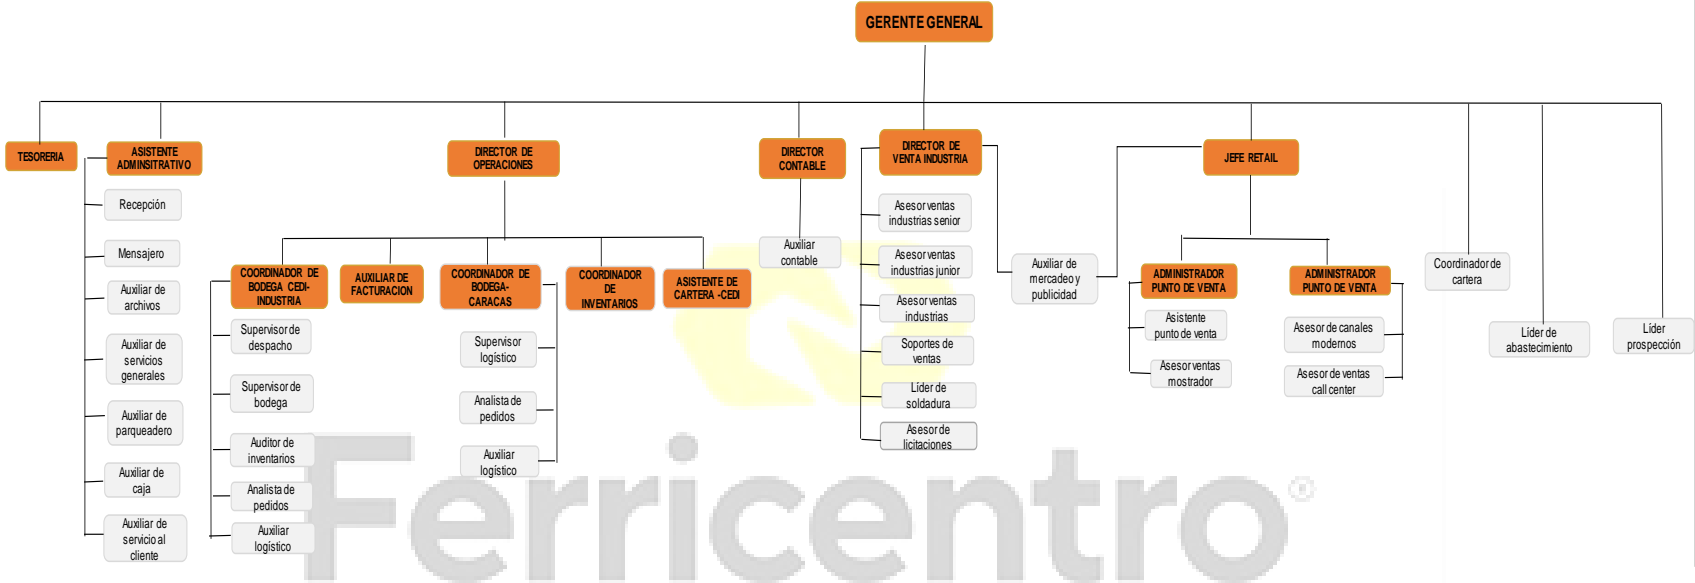 GERENTE GENERAL
TESORERIA
ASISTENTE
ADMINSITRATIVO
DIRECTOR DE
OPERACIONES
DIRECTOR
CONTABLE
DIRECTOR DE
VENTA INDUSTRIA
JEFE RETAIL
Recepción
Mensajero
Auxiliar de
archivos
Auxiliar de
servicios
generales
Auxiliar de
parqueadero
Auxiliar de
caja
Auxiliar de
servicio al
cliente
COORDINADOR DE
BODEGA CEDI-
INDUSTRIA
AUXILIAR DE
FACTURACION
COORDINADOR DE
BODEGA-
CARACAS
COORDINADOR
DE
INVENTARIOS
ASISTENTE DE
CARTERA -CEDI
Supervisor de
despacho
Supervisor de
bodega
Auditor de
inventarios
Analista de
pedidos
Auxiliar
logístico
Supervisor
logístico
Analista de
pedidos
Auxiliar
logístico
Auxiliar
contable
Asesor ventas
industrias senior
Asesor ventas
industrias junior
Asesor ventas
industrias
Soportes de
ventas
Líder de
soldadura
Asesor de
licitaciones
Auxiliar de
mercadeo y
publicidad
ADMINISTRADOR
PUNTO DE VENTA
Asistente
punto de venta
Asesor ventas
mostrador
ADMINISTRADOR
PUNTO DE VENTA
Asesor de canales
modernos
Asesor de ventas
call center
Coordinador de
cartera
Líder de
abastecimiento
Líder
prospección
Ferricentro®